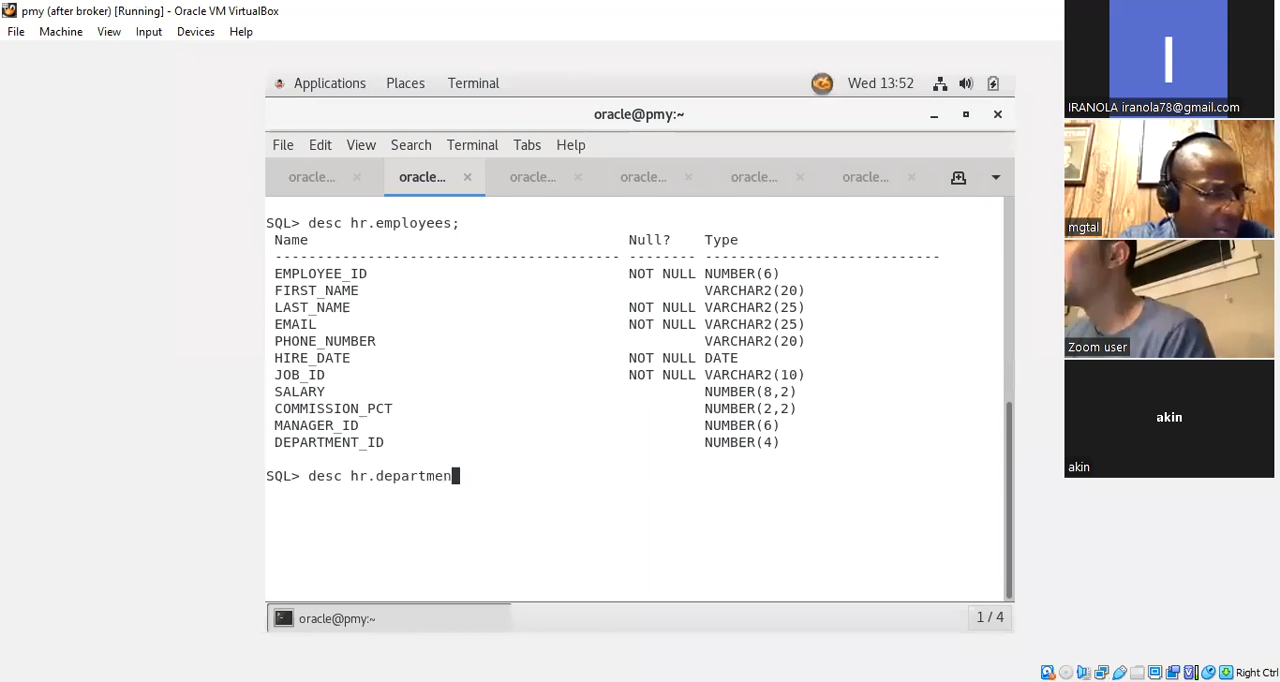 pmy (after broker) [Running] - Oracle VM VirtualBox
File Machine View Input Devices Help
Applications Places Terminal Wed 13:52
oracle@pmy:~
File Edit View Search Terminal Tabs Help
oracle... × oracle... × oracle... × oracle... × oracle... × oracle... ×
SQL> desc hr.employees;
Name Null? Type
----------------------------------------- -------- ----------------------------
EMPLOYEE_ID NOT NULL NUMBER(6)
FIRST_NAME VARCHAR2(20)
LAST_NAME NOT NULL VARCHAR2(25)
EMAIL NOT NULL VARCHAR2(25)
PHONE_NUMBER VARCHAR2(20)
HIRE_DATE NOT NULL DATE
JOB_ID NOT NULL VARCHAR2(10)
SALARY NUMBER(8,2)
COMMISSION_PCT NUMBER(2,2)
MANAGER_ID NUMBER(6)
DEPARTMENT_ID NUMBER(4)
SQL> desc hr.departmen
oracle@pmy:~ 1 / 4
Right Ctrl
I
IRANOLA iranola78@gmail.com
mgtal
Zoom user
akin
akin